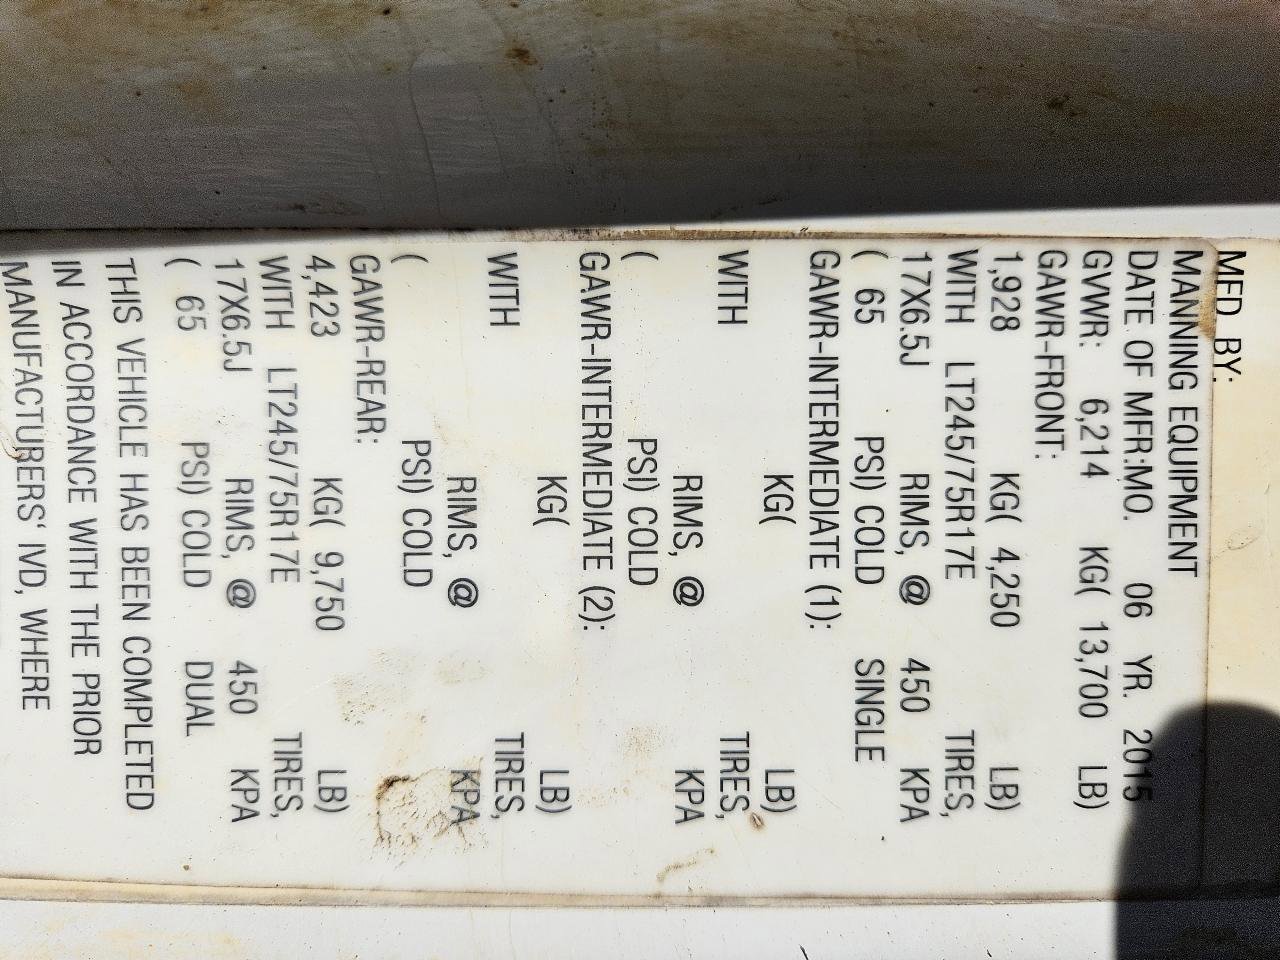 MFD BY:
MANNING EQUIPMENT
DATE OF MFR:MO. 06 YR. 2015
GVWR: 6,214 KG( 13,700 LB)
GAWR-FRONT:
1,928 KG( 4,250 LB)
WITH LT245/75R17E TIRES,
17X6.5J RIMS, @ 450 KPA
( 65 PSI) COLD SINGLE
GAWR-INTERMEDIATE (1):
KG( LB)
WITH TIRES,
RIMS, @ KPA
( PSI) COLD
GAWR-INTERMEDIATE (2):
KG( LB)
WITH TIRES,
RIMS, @ KPA
( PSI) COLD
GAWR-REAR:
4,423 KG( 9,750 LB)
WITH LT245/75R17E TIRES,
17X6.5J RIMS, @ 450 KPA
( 65 PSI) COLD DUAL
THIS VEHICLE HAS BEEN COMPLETED
IN ACCORDANCE WITH THE PRIOR
MANUFACTURERS' IVD, WHERE